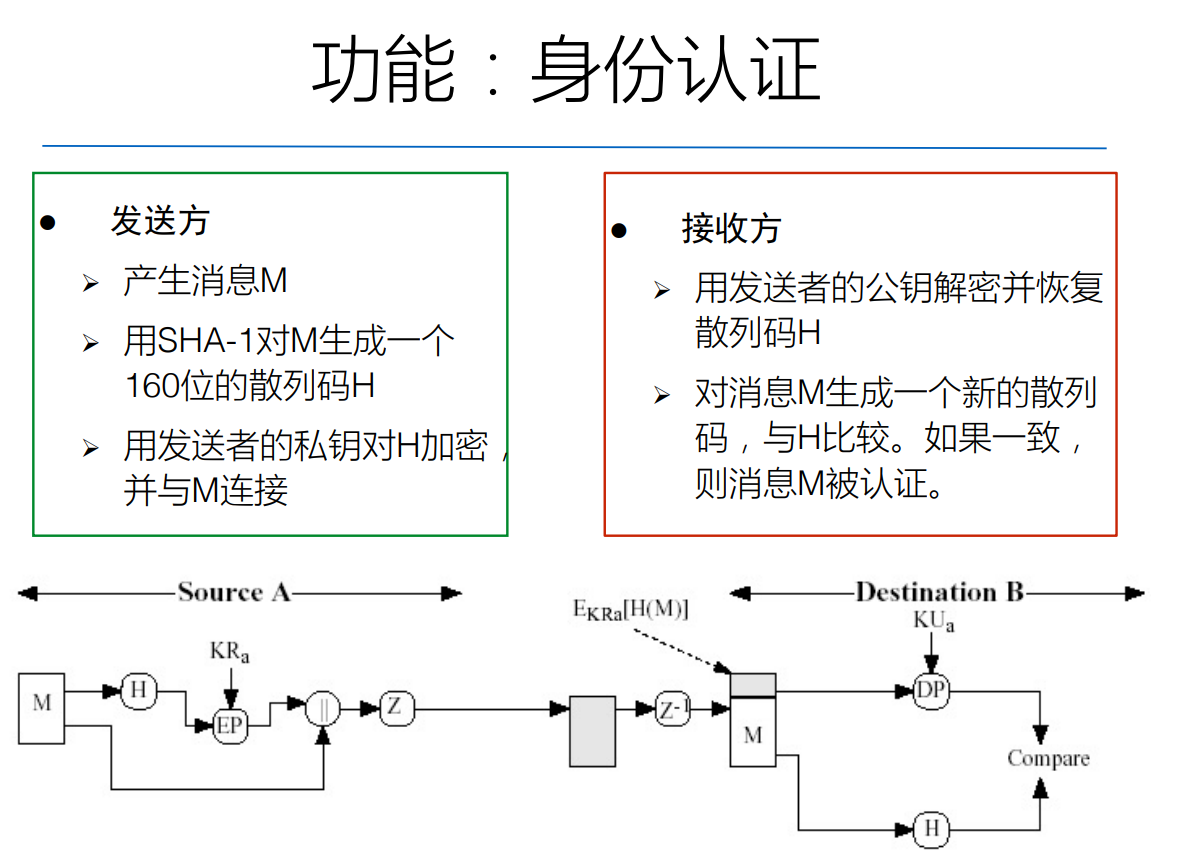 功能：身份认证
● 发送方
➢ 产生消息M
➢ 用SHA-1对M生成一个
160位的散列码H
➢ 用发送者的私钥对H加密，
并与M连接
● 接收方
➢ 用发送者的公钥解密并恢复
散列码H
➢ 对消息M生成一个新的散列
码，与H比较。如果一致，
则消息M被认证。
Source A
Destination B
E_KRa[H(M)]
KUa
KRa
M
H
EP
||
Z
Z-1
M
DP
Compare
H